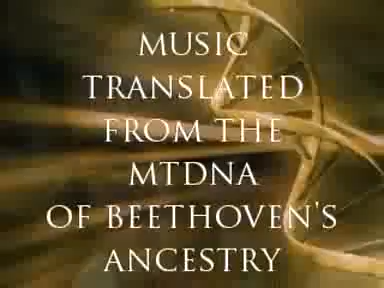 MUSIC
TRANSLATED
FROM THE
MTDNA
OF BEETHOVEN'S
ANCESTRY